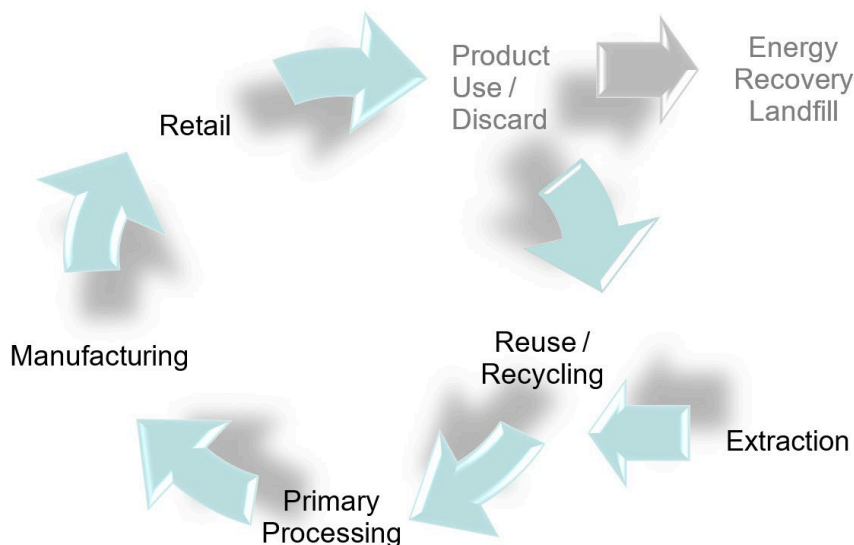 Product
Use /
Discard
Energy
Recovery
Landfill
Retail
Manufacturing
Reuse /
Recycling
Extraction
Primary
Processing